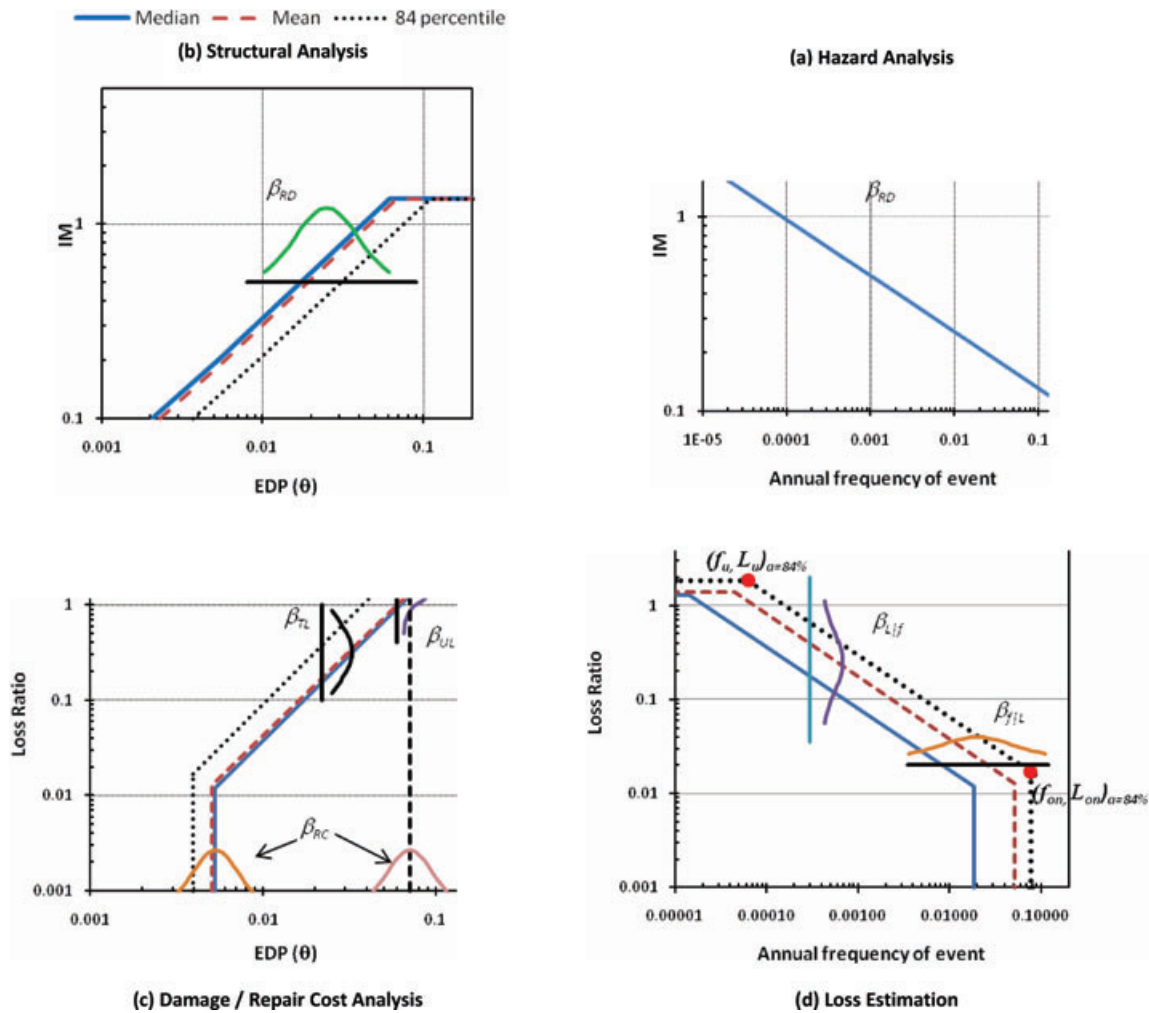 Median Mean 84 percentile
(b) Structural Analysis
(a) Hazard Analysis
β_RD
IM
1
0.1
0.001 0.01 0.1
EDP (θ)
β_RD
IM
1
0.1
1E-05 0.0001 0.001 0.01 0.1
Annual frequency of event
β_TL
β_UL
β_RC
Loss Ratio
1
0.1
0.01
0.001
0.001 0.01 0.1
EDP (θ)
(c) Damage / Repair Cost Analysis
(f_u, L_u)_a=84%
β_L|f
β_f|L
(f_on, L_on)_a=84%
Loss Ratio
1
0.1
0.01
0.001
0.00001 0.00010 0.00100 0.01000 0.10000
Annual frequency of event
(d) Loss Estimation